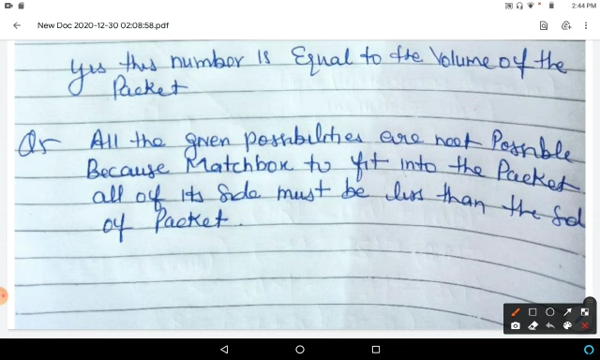 2:44 PM
New Doc 2020-12-30 02:08:58.pdf
Yes this number is Equal to the Volume of the
Packet
Q5 All the given possibilities are not Possible
Because Matchbox to fit into the Packet
all of its side must be less than the sid
of Packet.